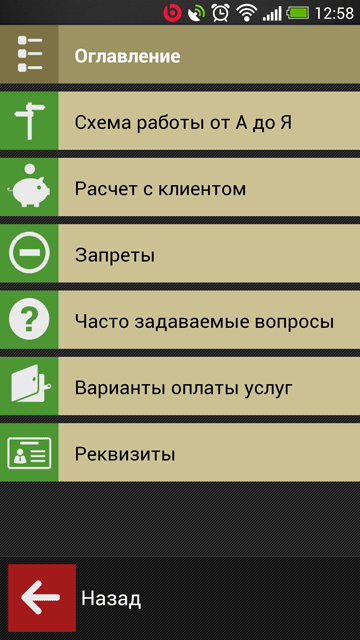 12:58
Оглавление
Схема работы от А до Я
Расчет с клиентом
Запреты
?
Часто задаваемые вопросы
Варианты оплаты услуг
Реквизиты
Назад